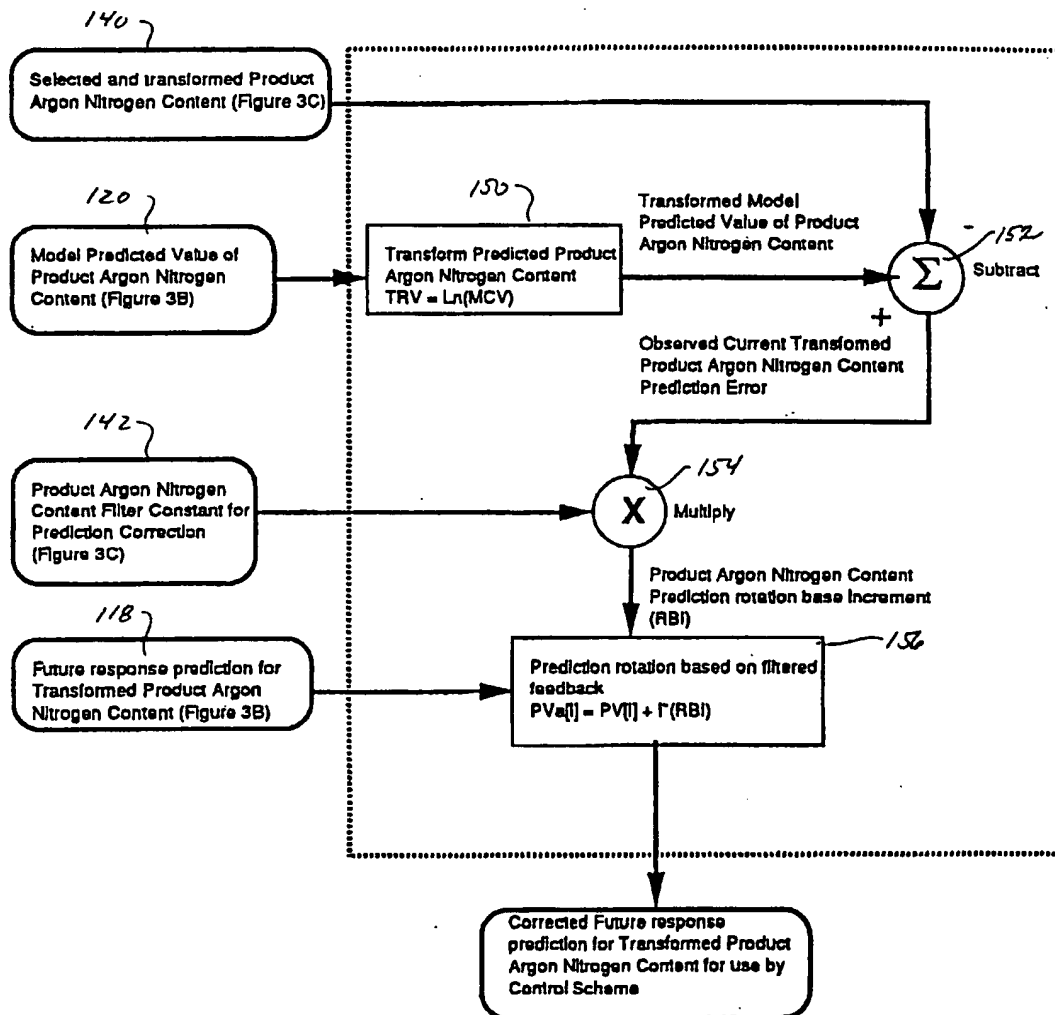 140
Selected and transformed Product
Argon Nitrogen Content (Figure 3C)
120
Model Predicted Value of
Product Argon Nitrogen
Content (Figure 3B)
150
Transform Predicted Product
Argon Nitrogen Content
TRV = Ln(MCV)
Transformed Model
Predicted Value of Product
Argon Nitrogen Content
-
152
Σ
Subtract
+
Observed Current Transfomed
Product Argon Nitrogen Content
Prediction Error
142
Product Argon Nitrogen
Content Filter Constant for
Prediction Correction
(Figure 3C)
154
X
Multiply
Product Argon Nitrogen Content
Prediction rotation base Increment
(RBI)
118
Future response prediction for
Transformed Product Argon
Nitrogen Content (Figure 3B)
156
Prediction rotation based on filtered
feedback
PVa[I] = PV[I] + I*(RBI)
Corrected Future response
prediction for Transformed Product
Argon Nitrogen Content for use by
Control Scheme